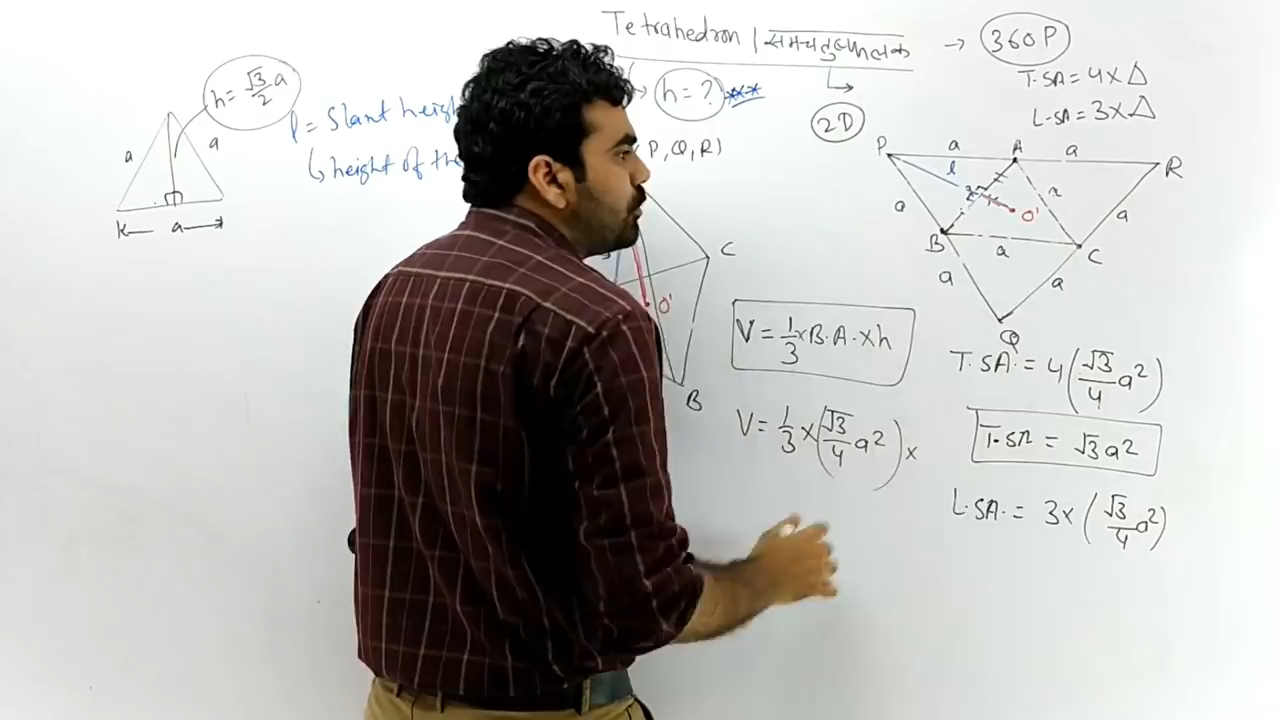 Tetrahedron | समचतुष्फलक → 360P
h = √3/2 a
a
a
a
l = Slant heigh
↳ height of the
h = ? **
2D
P, Q, R)
T.SA = 4 × Δ
L.SA = 3 × Δ
P a A a R
l
x
a
O'
a
B
a
C
a
a
Q
C
O'
B
V = 1/3 × B.A. × h
V = 1/3 × (√3/4 a²) ×
T.SA. = 4(√3/4 a²)
T.SA = √3 a²
L.SA. = 3 × (√3/4 a²)